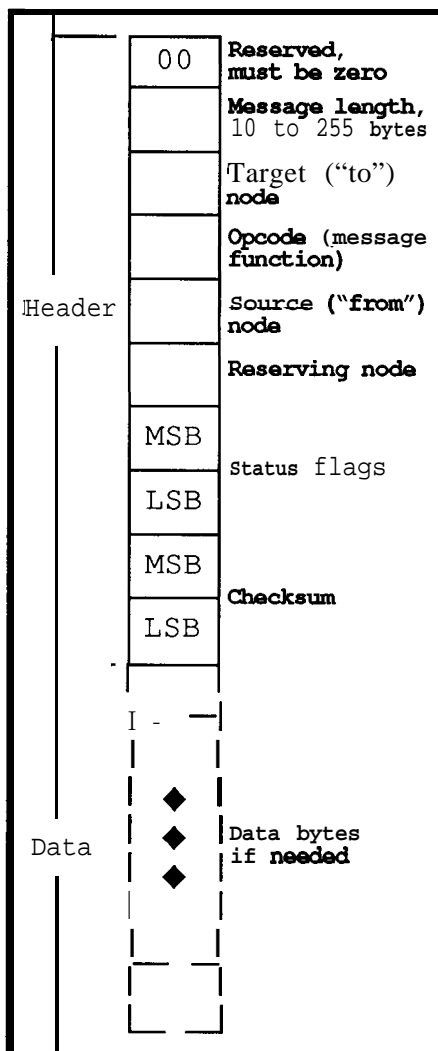 00
Reserved,
must be zero
Message length,
10 to 255 bytes
Target (“to”)
node
Opcode (message
function)
Header
Source (“from”)
node
Reserving node
MSB
Status flags
LSB
MSB
Checksum
LSB
Data
Data bytes
if needed